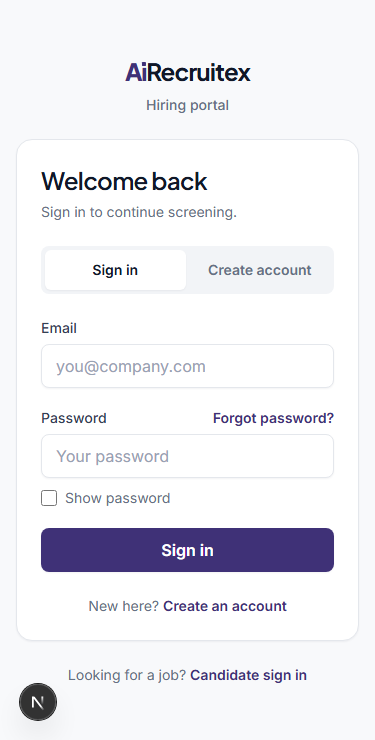 AiRecruitex
Hiring portal
Welcome back
Sign in to continue screening.
Sign in
Create account
Email
you@company.com
Password
Forgot password?
Your password
Show password
Sign in
New here? Create an account
Looking for a job? Candidate sign in
N